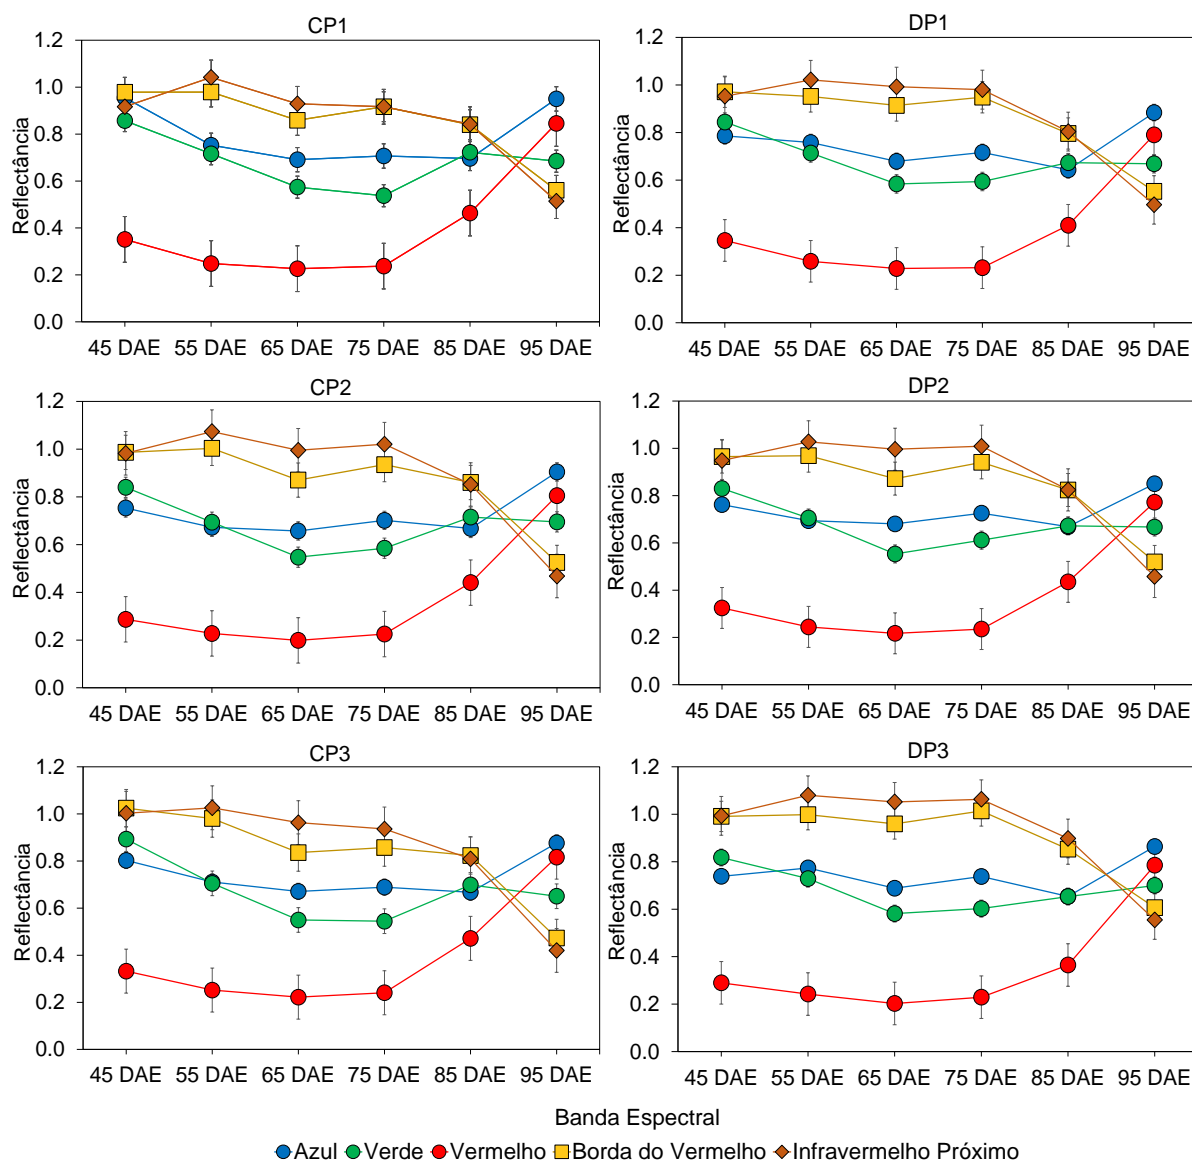 CP1
DP1
Reflectância
1.2
1.0
0.8
0.6
0.4
0.2
0.0
45 DAE 55 DAE 65 DAE 75 DAE 85 DAE 95 DAE
Reflectância
1.2
1.0
0.8
0.6
0.4
0.2
0.0
45 DAE 55 DAE 65 DAE 75 DAE 85 DAE 95 DAE
CP2
DP2
Reflectância
1.2
1.0
0.8
0.6
0.4
0.2
0.0
45 DAE 55 DAE 65 DAE 75 DAE 85 DAE 95 DAE
Reflectância
1.2
1.0
0.8
0.6
0.4
0.2
0.0
45 DAE 55 DAE 65 DAE 75 DAE 85 DAE 95 DAE
CP3
DP3
Reflectância
1.2
1.0
0.8
0.6
0.4
0.2
0.0
45 DAE 55 DAE 65 DAE 75 DAE 85 DAE 95 DAE
Reflectância
1.2
1.0
0.8
0.6
0.4
0.2
0.0
45 DAE 55 DAE 65 DAE 75 DAE 85 DAE 95 DAE
Banda Espectral
Azul Verde Vermelho Borda do Vermelho Infravermelho Próximo